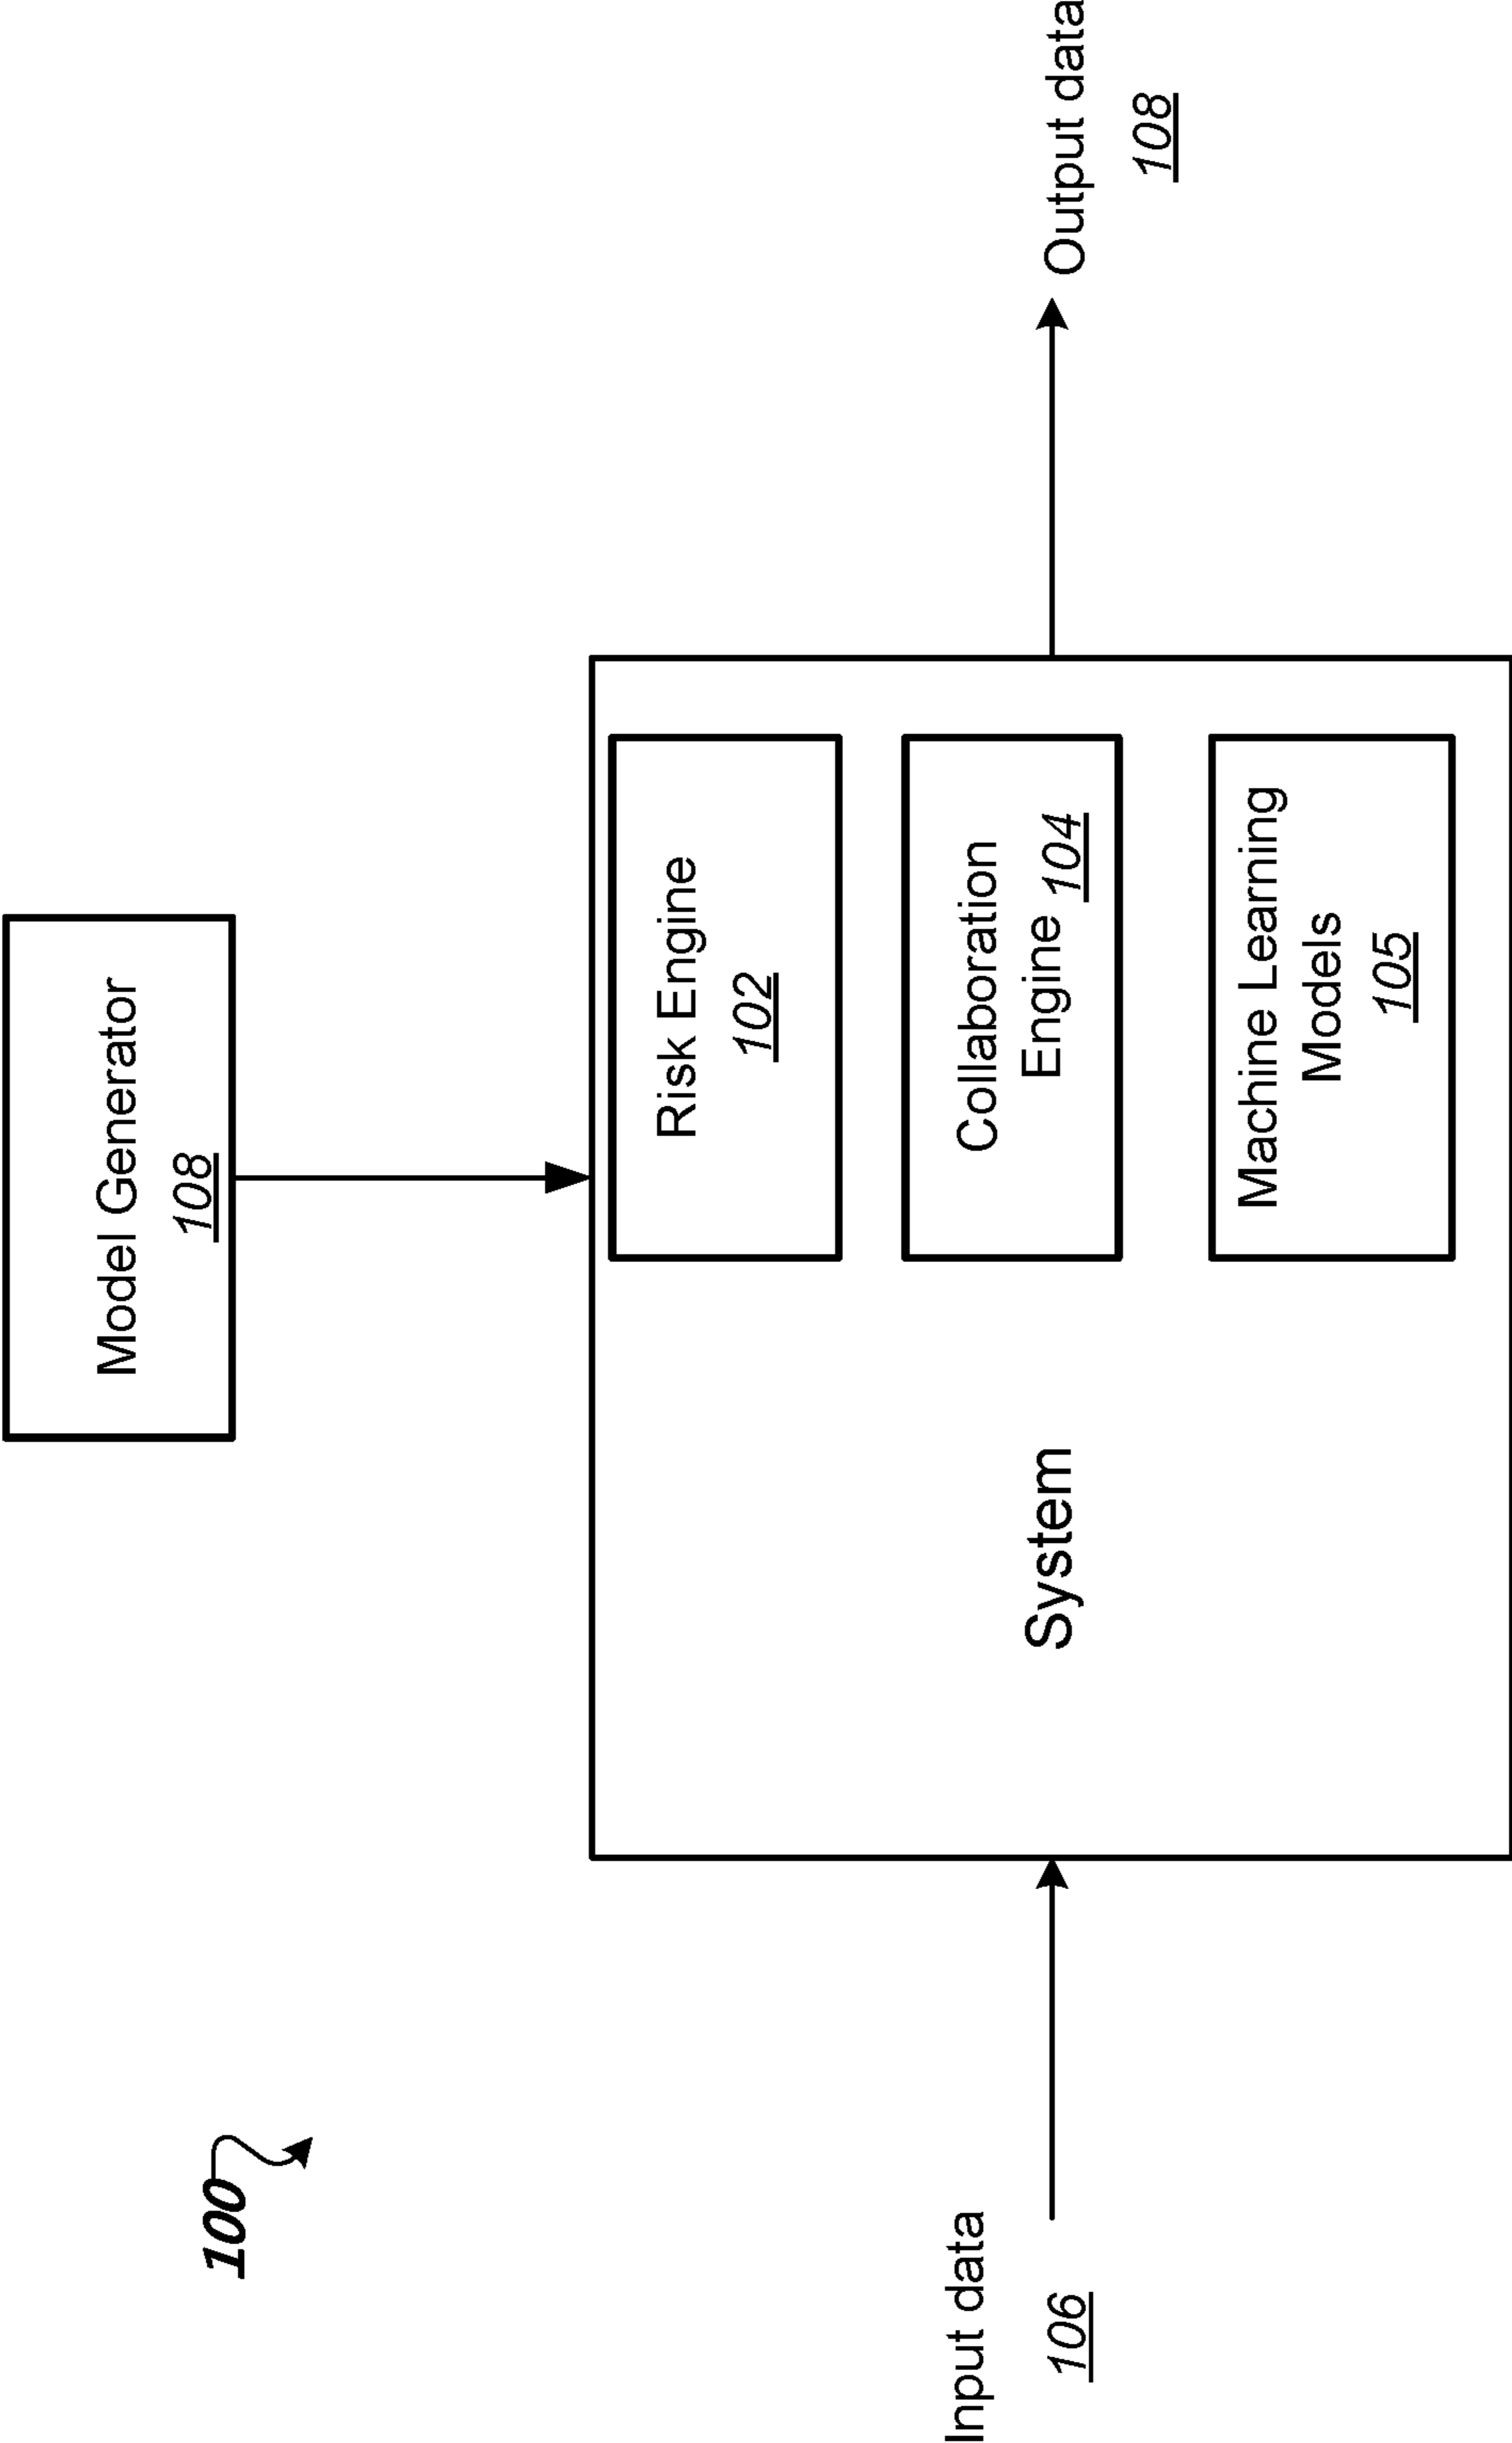 100
Model Generator
108
Input data
106
System
Risk Engine
102
Collaboration
Engine 104
Machine Learning
Models
105
Output data
108